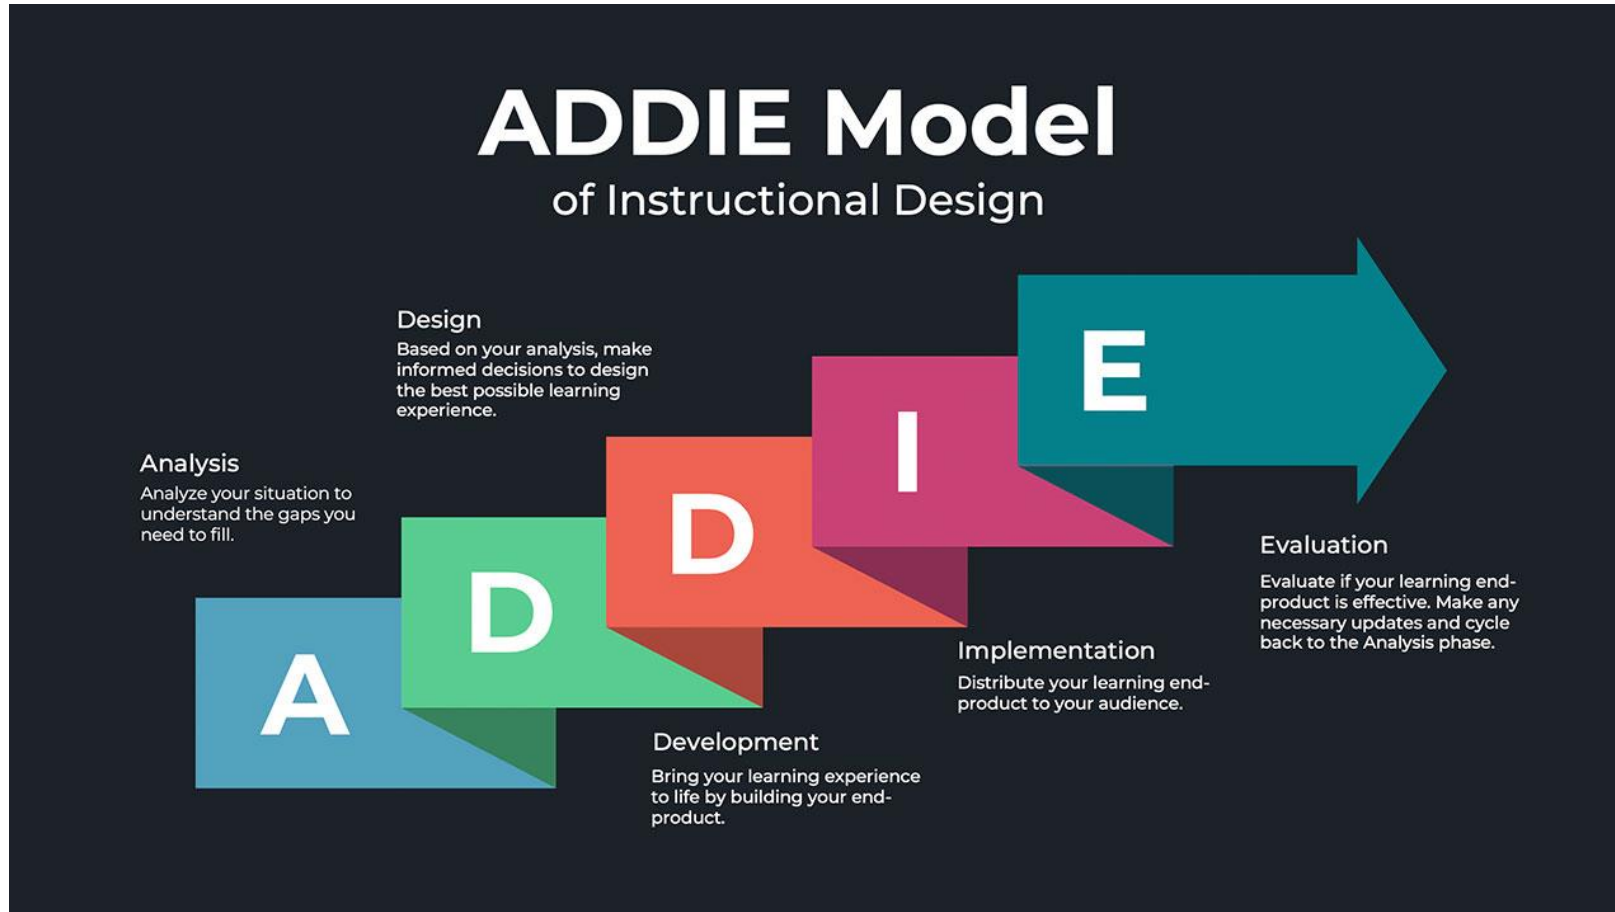 ADDIE Model
of Instructional Design
Analysis
Analyze your situation to
understand the gaps you
need to fill.
Design
Based on your analysis, make
informed decisions to design
the best possible learning
experience.
A
D
D
I
E
Development
Bring your learning experience
to life by building your end-
product.
Implementation
Distribute your learning end-
product to your audience.
Evaluation
Evaluate if your learning end-
product is effective. Make any
necessary updates and cycle
back to the Analysis phase.